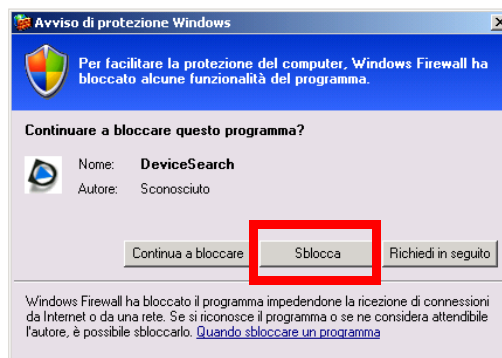 Avviso di protezione Windows
Per facilitare la protezione del computer, Windows Firewall ha
bloccato alcune funzionalità del programma.
Continuare a bloccare questo programma?
Nome: DeviceSearch
Autore: Sconosciuto
Continua a bloccare Sblocca Richiedi in seguito
Windows Firewall ha bloccato il programma impedendone la ricezione di connessioni
da Internet o da una rete. Se si riconosce il programma o se ne considera attendibile
l'autore, è possibile sbloccarlo. Quando sbloccare un programma